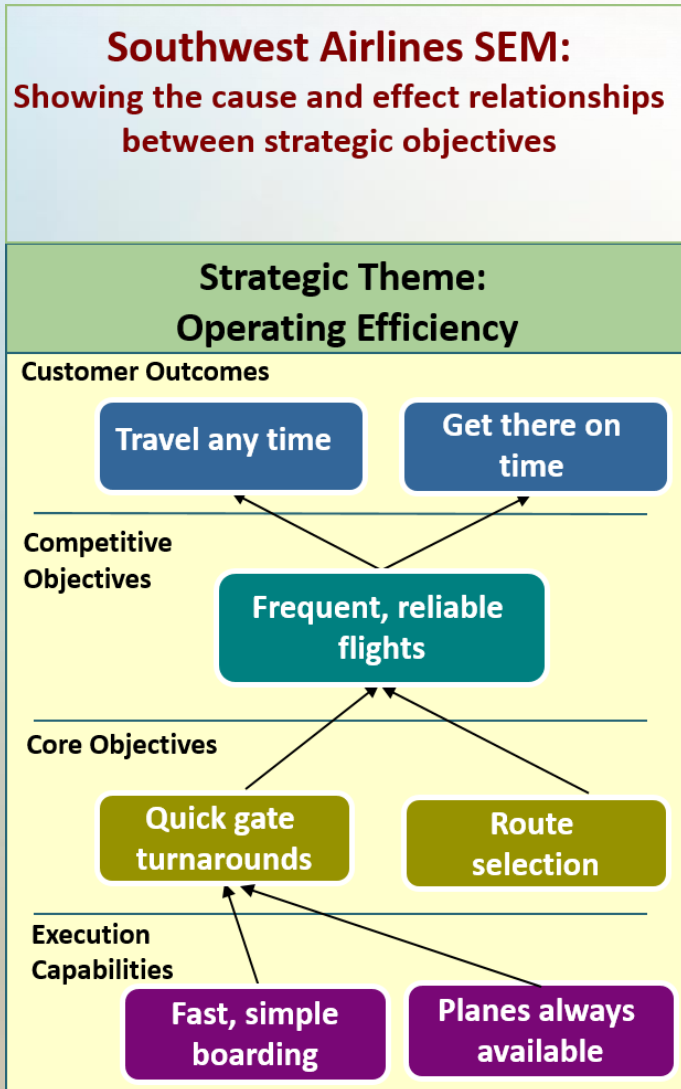 Southwest Airlines SEM:
Showing the cause and effect relationships
between strategic objectives
Strategic Theme:
Operating Efficiency
Customer Outcomes
Travel any time
Get there on
time
Competitive
Objectives
Frequent, reliable
flights
Core Objectives
Quick gate
turnarounds
Route
selection
Execution
Capabilities
Fast, simple
boarding
Planes always
available